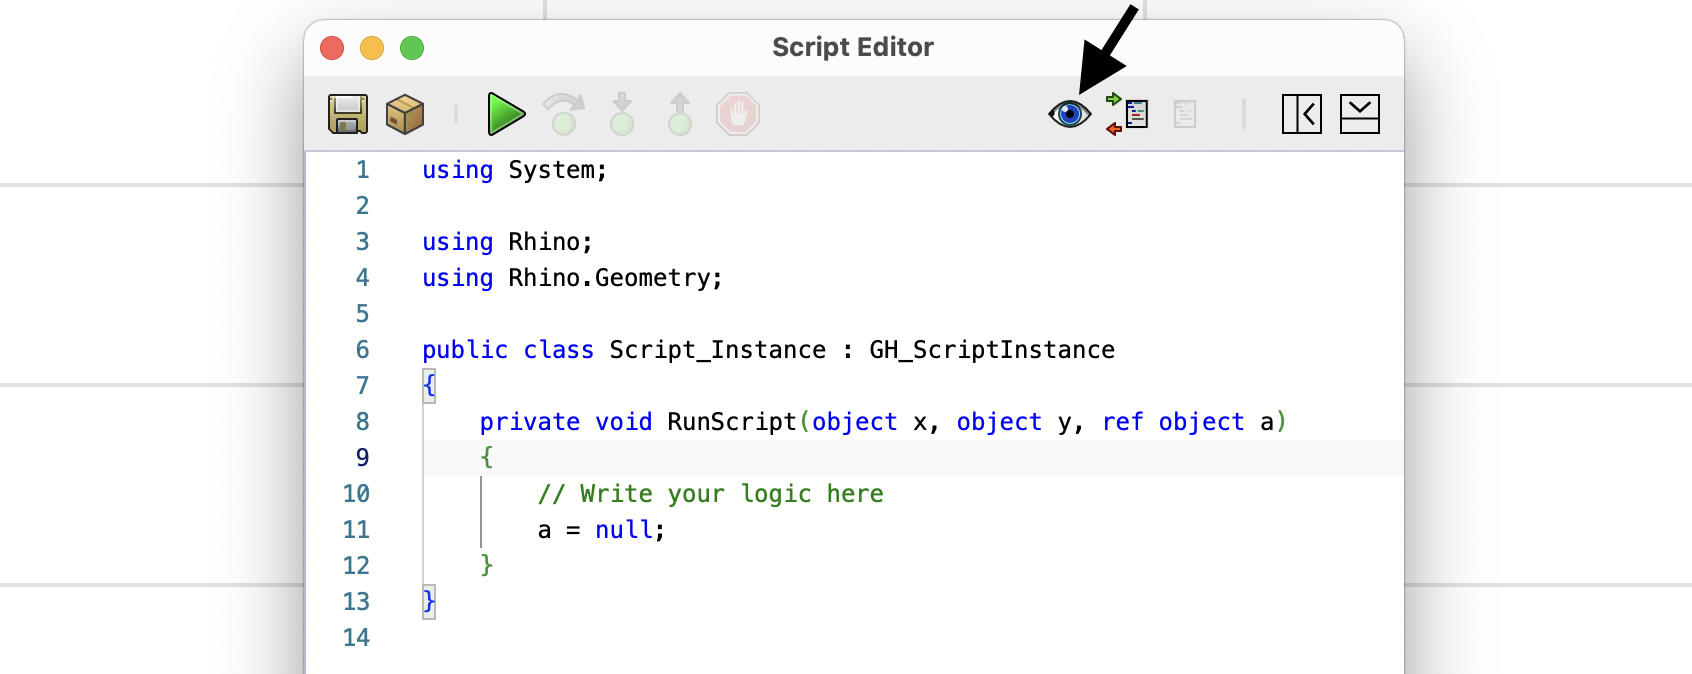 Script Editor
1 using System;
2
3 using Rhino;
4 using Rhino.Geometry;
5
6 public class Script_Instance : GH_ScriptInstance
7 {
8 private void RunScript(object x, object y, ref object a)
9 {
10 // Write your logic here
11 a = null;
12 }
13 }
14